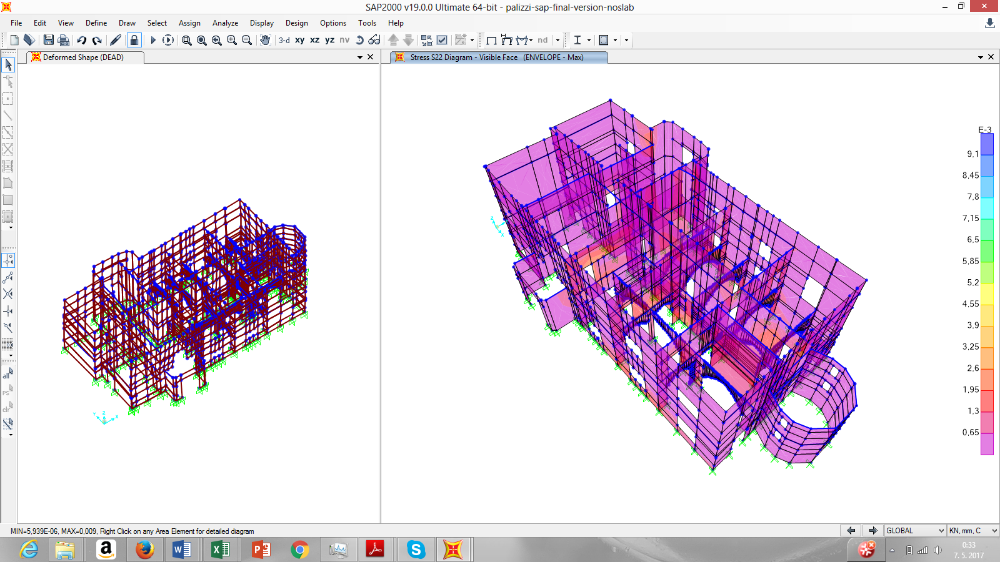 SAP2000 v19.0.0 Ultimate 64-bit - palizzi-sap-final-version-noslab
File Edit View Define Draw Select Assign Analyze Display Design Options Tools Help
3-d xy xz yz nv nd
Deformed Shape (DEAD)
Stress S22 Diagram - Visible Face (ENVELOPE - Max)
E-3
9.1
8.45
7.8
7.15
6.5
5.85
5.2
4.55
3.9
3.25
2.6
1.95
1.3
0.65
Z
X
Y Z X
all
PS
clr
MIN=5,939E-06, MAX=0,009, Right Click on any Area Element for detailed diagram
GLOBAL
KN, mm, C
0:33
7. 5. 2017